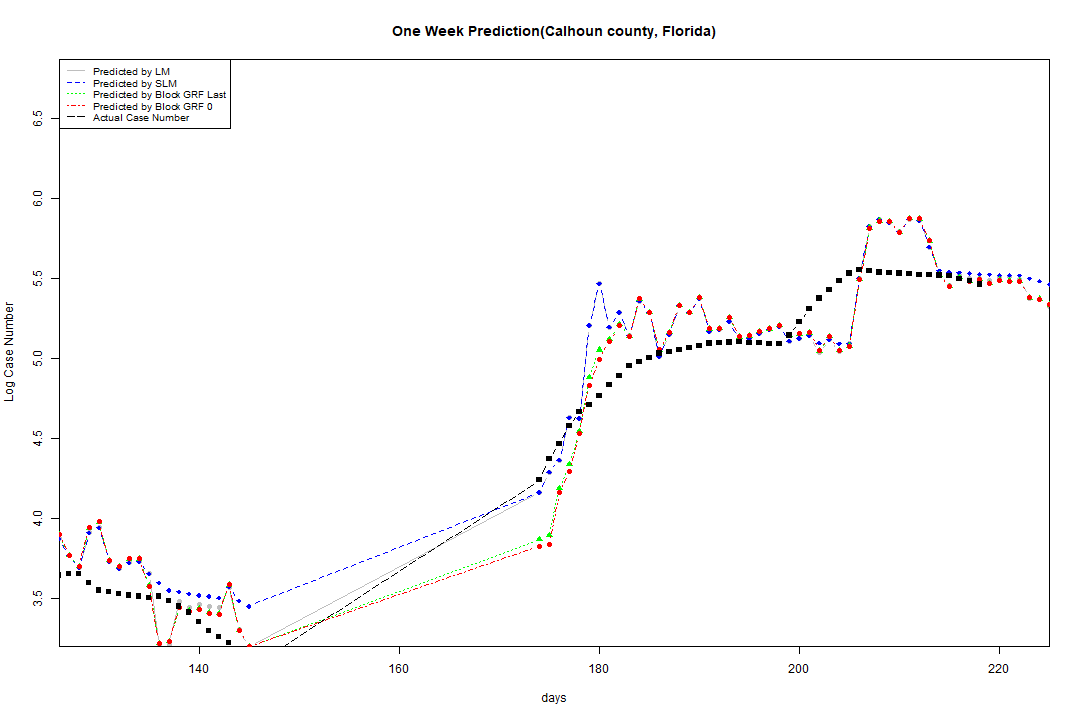 One Week Prediction(Calhoun county, Florida)
Predicted by LM
Predicted by SLM
Predicted by Block GRF Last
Predicted by Block GRF 0
Actual Case Number
6.5
6.0
5.5
5.0
4.5
4.0
3.5
Log Case Number
140 160 180 200 220
days